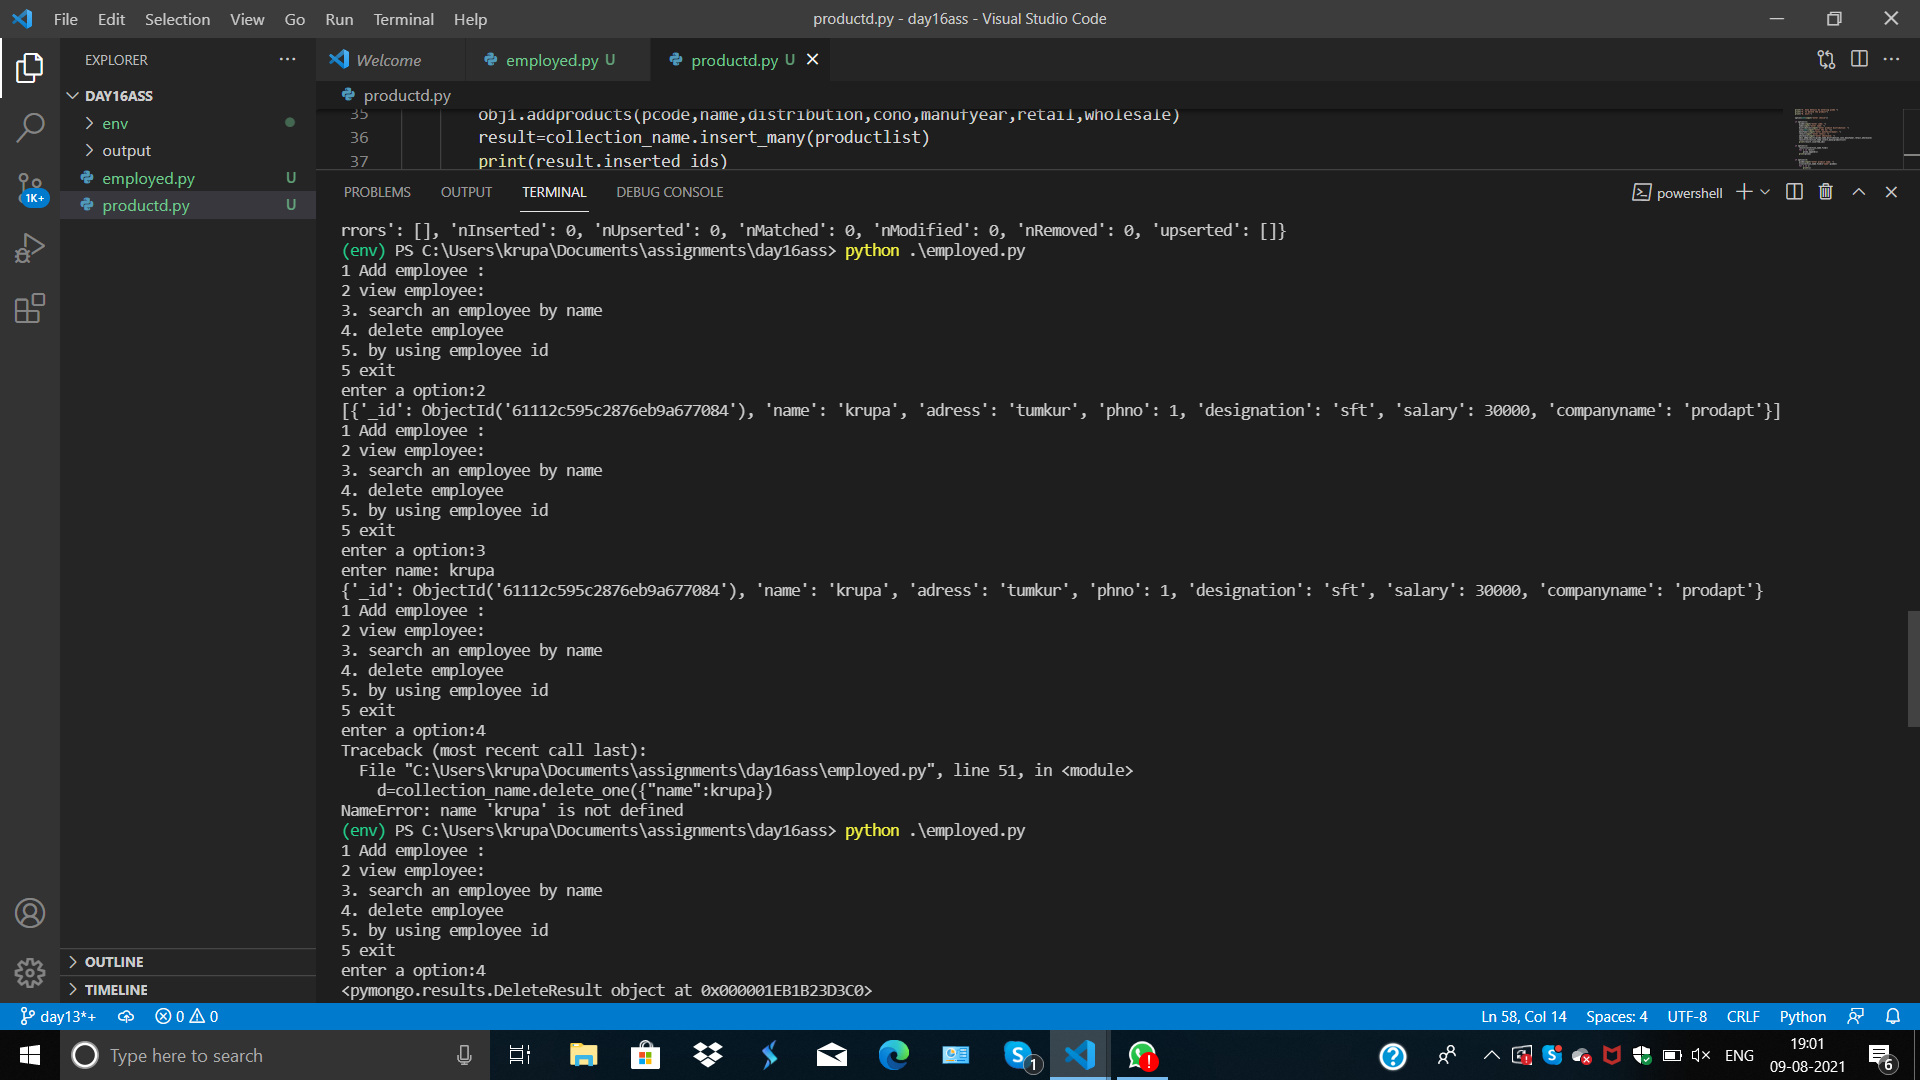 File Edit Selection View Go Run Terminal Help
productd.py - day16ass - Visual Studio Code
EXPLORER
Welcome
employed.py U
productd.py U
DAY16ASS
env
output
employed.py U
productd.py U
1K+
productd.py
35 obj1.addproducts(pcode,name,distribution,cono,manufyear,retail,wholesale)
36 result=collection_name.insert_many(productlist)
37 print(result.inserted_ids)
PROBLEMS OUTPUT TERMINAL DEBUG CONSOLE
powershell
rrors': [], 'nInserted': 0, 'nUpserted': 0, 'nMatched': 0, 'nModified': 0, 'nRemoved': 0, 'upserted': []}
(env) PS C:\Users\krupa\Documents\assignments\day16ass> python .\employed.py
1 Add employee :
2 view employee:
3. search an employee by name
4. delete employee
5. by using employee id
5 exit
enter a option:2
[{'_id': ObjectId('61112c595c2876eb9a677084'), 'name': 'krupa', 'adress': 'tumkur', 'phno': 1, 'designation': 'sft', 'salary': 30000, 'companyname': 'prodapt'}]
1 Add employee :
2 view employee:
3. search an employee by name
4. delete employee
5. by using employee id
5 exit
enter a option:3
enter name: krupa
{'_id': ObjectId('61112c595c2876eb9a677084'), 'name': 'krupa', 'adress': 'tumkur', 'phno': 1, 'designation': 'sft', 'salary': 30000, 'companyname': 'prodapt'}
1 Add employee :
2 view employee:
3. search an employee by name
4. delete employee
5. by using employee id
5 exit
enter a option:4
Traceback (most recent call last):
File "C:\Users\krupa\Documents\assignments\day16ass\employed.py", line 51, in <module>
d=collection_name.delete_one({"name":krupa})
NameError: name 'krupa' is not defined
(env) PS C:\Users\krupa\Documents\assignments\day16ass> python .\employed.py
1 Add employee :
2 view employee:
3. search an employee by name
4. delete employee
5. by using employee id
5 exit
enter a option:4
<pymongo.results.DeleteResult object at 0x000001EB1B23D3C0>
OUTLINE
TIMELINE
day13*+ 0 0
Ln 58, Col 14 Spaces: 4 UTF-8 CRLF Python
Type here to search
1
ENG
19:01
09-08-2021
6